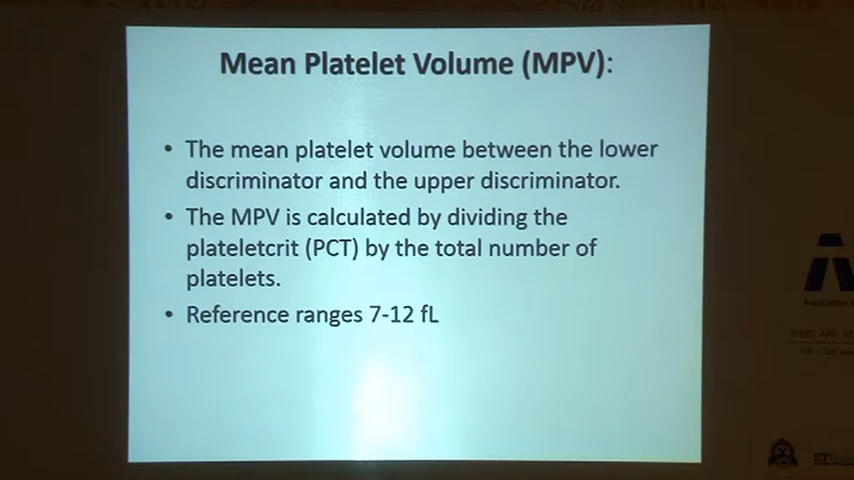 Mean Platelet Volume (MPV):
• The mean platelet volume between the lower
discriminator and the upper discriminator.
• The MPV is calculated by dividing the
plateletcrit (PCT) by the total number of
platelets.
• Reference ranges 7-12 fL
Association